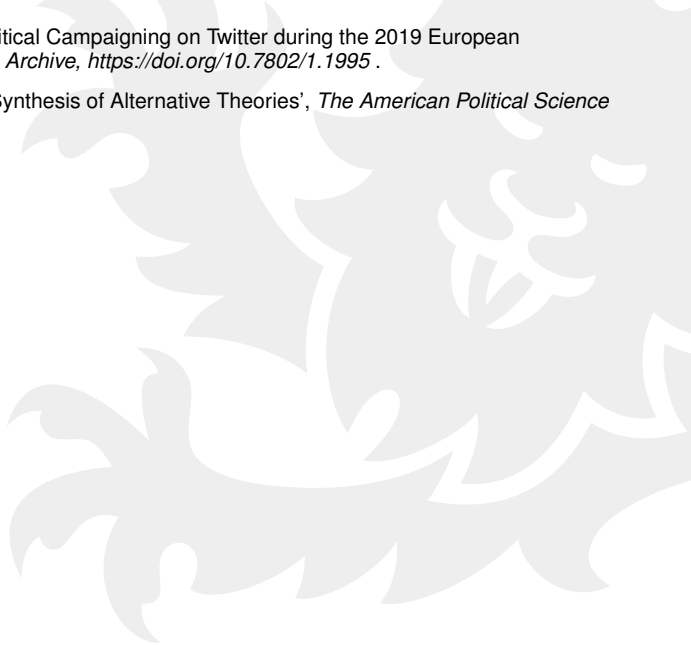 itical Campaigning on Twitter during the 2019 European
Archive, https://doi.org/10.7802/1.1995 .
Synthesis of Alternative Theories’, The American Political Science